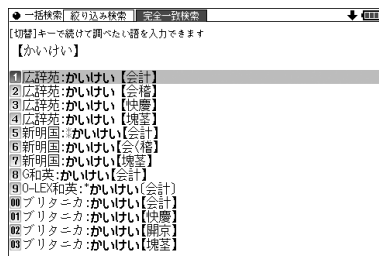 一括検索 絞り込み検索 完全一致検索
[切替]キーで続けて調べたい語を入力できます
【かいけい】
1 広辞苑:かいけい【会計】
2 広辞苑:かいけい【会稽】
3 広辞苑:かいけい【快慶】
4 広辞苑:かいけい【塊茎】
5 新明国:*かいけい【会計】
6 新明国:かいけい【会〈稽】
7 新明国:かいけい【塊茎】
8 G和英:かいけい【会計】
9 O-LEX和英:*かいけい〔会計〕
00 ブリタニカ:かいけい【会計】
01 ブリタニカ:かいけい【快慶】
02 ブリタニカ:かいけい【開京】
03 ブリタニカ:かいけい【塊茎】